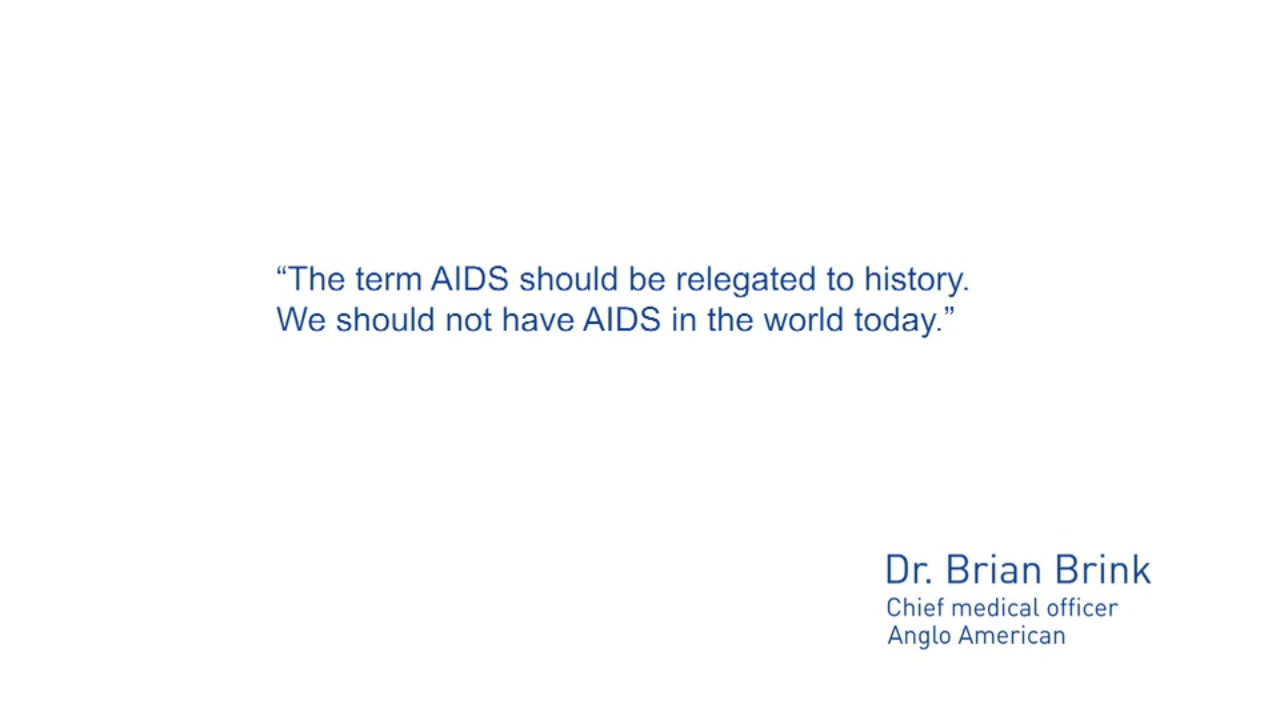 “The term AIDS should be relegated to history.
We should not have AIDS in the world today.”
Dr. Brian Brink
Chief medical officer
Anglo American